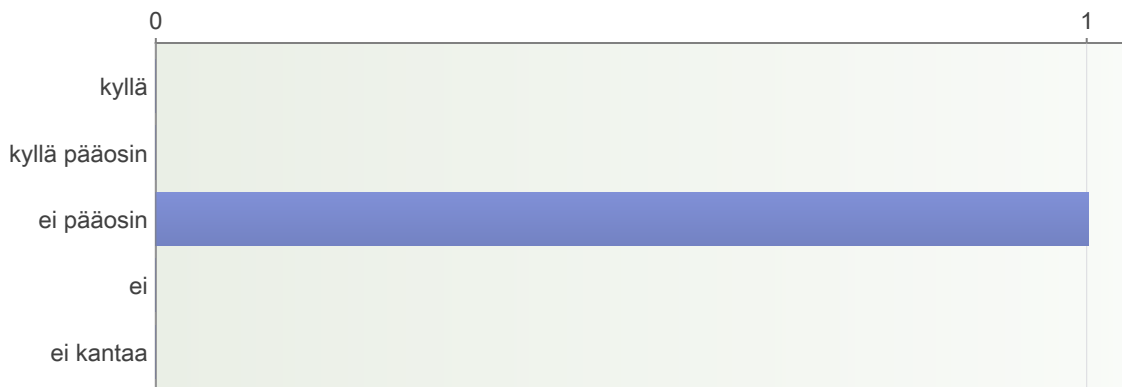 0 1
kyllä
kyllä pääosin
ei pääosin
ei
ei kantaa